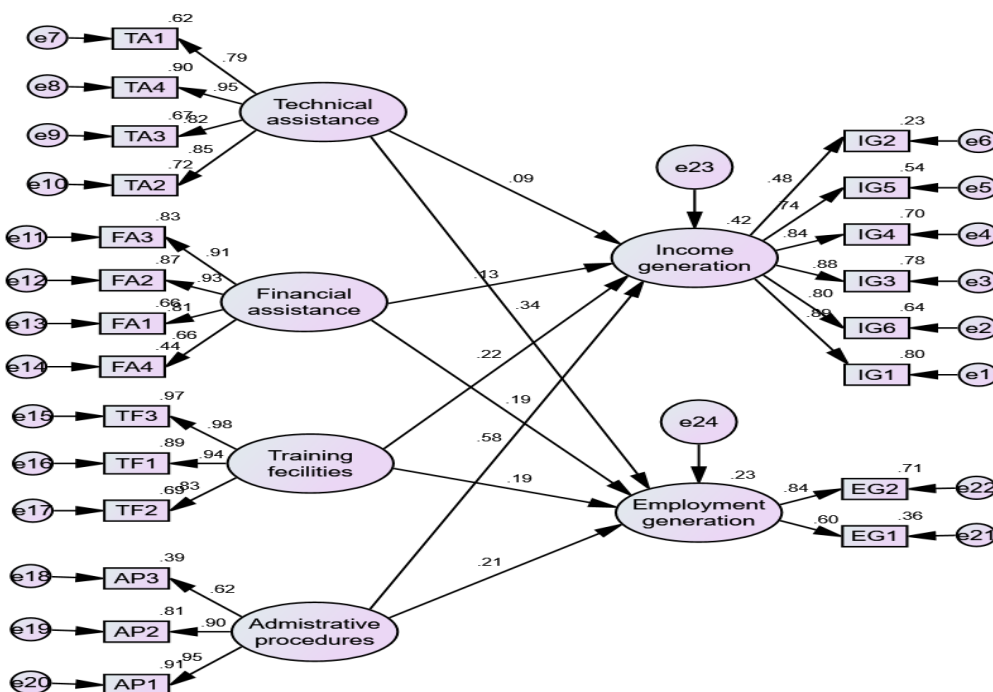 .62
e7 TA1
.79
.90
e8 TA4
.95
.67
e9 TA3
.82
.72
e10 TA2
.85
Technical
assistance
.83
e11 FA3
.91
.87
e12 FA2
.93
.66
e13 FA1
.81
.44
e14 FA4
.66
Financial
assistance
.97
e15 TF3
.98
.89
e16 TF1
.94
.69
e17 TF2
.83
Training
fecilities
.39
e18 AP3
.62
.81
e19 AP2
.90
.91
e20 AP1
.95
Admistrative
procedures
.09
.13
.34
.22
.19
.58
.19
.21
e23
.42
Income
generation
.48
.74
.84
.88
.80
.89
.23
IG2 e6
.54
IG5 e5
.70
IG4 e4
.78
IG3 e3
.64
IG6 e2
.80
IG1 e1
e24
.23
Employment
generation
.84
.60
.71
EG2 e22
.36
EG1 e21